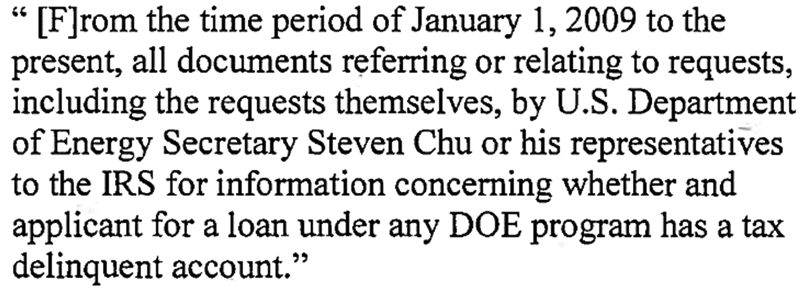 “ [F]rom the time period of January 1, 2009 to the
present, all documents referring or relating to requests,
including the requests themselves, by U.S. Department
of Energy Secretary Steven Chu or his representatives
to the IRS for information concerning whether and
applicant for a loan under any DOE program has a tax
delinquent account.”